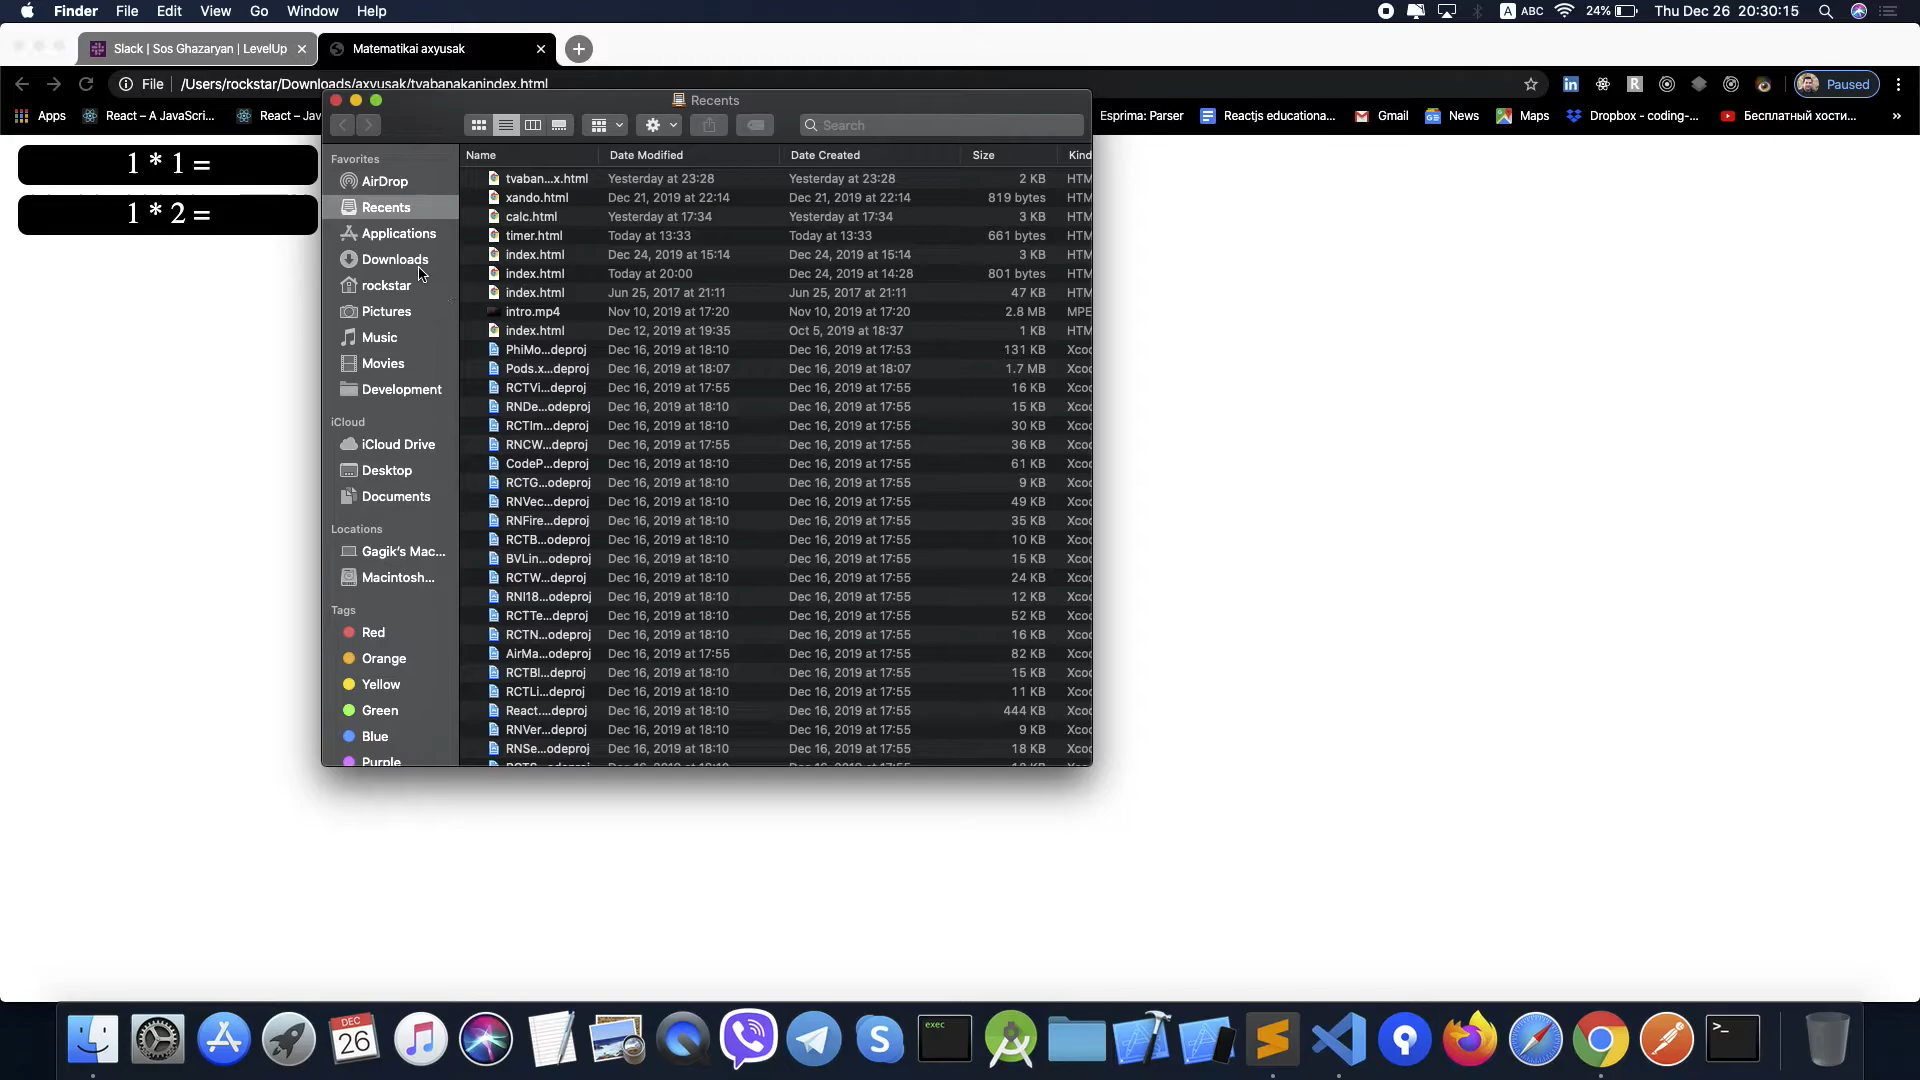 Finder File Edit View Go Window Help
A ABC 24% Thu Dec 26 20:30:15
Slack | Sos Ghazaryan | LevelUp
Matematikai axyusak
File /Users/rockstar/Downloads/axyusak/tvabanakanindex.html
Paused
Apps React – A JavaScri... React – Jav Esprima: Parser Reactjs educationa... Gmail News Maps Dropbox - coding-... Бесплатный хости... »
1 * 1 =
1 * 2 =
Recents
Search
Favorites
AirDrop
Recents
Applications
Downloads
rockstar
Pictures
Music
Movies
Development
iCloud
iCloud Drive
Desktop
Documents
Locations
Gagik's Mac...
Macintosh...
Tags
Red
Orange
Yellow
Green
Blue
Purple
Name Date Modified Date Created Size Kind
tvaban...x.html Yesterday at 23:28 Yesterday at 23:28 2 KB HTM
xando.html Dec 21, 2019 at 22:14 Dec 21, 2019 at 22:14 819 bytes HTM
calc.html Yesterday at 17:34 Yesterday at 17:34 3 KB HTM
timer.html Today at 13:33 Today at 13:33 661 bytes HTM
index.html Dec 24, 2019 at 15:14 Dec 24, 2019 at 15:14 3 KB HTM
index.html Today at 20:00 Dec 24, 2019 at 14:28 801 bytes HTM
index.html Jun 25, 2017 at 21:11 Jun 25, 2017 at 21:11 47 KB HTM
intro.mp4 Nov 10, 2019 at 17:20 Nov 10, 2019 at 17:20 2.8 MB MPE
index.html Dec 12, 2019 at 19:35 Oct 5, 2019 at 18:37 1 KB HTM
PhiMo...deproj Dec 16, 2019 at 18:10 Dec 16, 2019 at 17:53 131 KB Xcoc
Pods.x...deproj Dec 16, 2019 at 18:07 Dec 16, 2019 at 18:07 1.7 MB Xcoc
RCTVi...deproj Dec 16, 2019 at 17:55 Dec 16, 2019 at 17:55 16 KB Xcoc
RNDe...odeproj Dec 16, 2019 at 18:10 Dec 16, 2019 at 17:55 15 KB Xcoc
RCTIm...deproj Dec 16, 2019 at 18:10 Dec 16, 2019 at 17:55 30 KB Xcoc
RNCW...deproj Dec 16, 2019 at 17:55 Dec 16, 2019 at 17:55 36 KB Xcoc
CodeP...deproj Dec 16, 2019 at 18:10 Dec 16, 2019 at 17:55 61 KB Xcoc
RCTG...odeproj Dec 16, 2019 at 18:10 Dec 16, 2019 at 17:55 9 KB Xcoc
RNVec...deproj Dec 16, 2019 at 18:10 Dec 16, 2019 at 17:55 49 KB Xcoc
RNFire...deproj Dec 16, 2019 at 18:10 Dec 16, 2019 at 17:55 35 KB Xcoc
RCTB...odeproj Dec 16, 2019 at 18:10 Dec 16, 2019 at 17:55 10 KB Xcoc
BVLin...odeproj Dec 16, 2019 at 18:10 Dec 16, 2019 at 17:55 15 KB Xcoc
RCTW...deproj Dec 16, 2019 at 18:10 Dec 16, 2019 at 17:55 24 KB Xcoc
RNI18...odeproj Dec 16, 2019 at 18:10 Dec 16, 2019 at 17:55 12 KB Xcoc
RCTTe...deproj Dec 16, 2019 at 18:10 Dec 16, 2019 at 17:55 52 KB Xcoc
RCTN...odeproj Dec 16, 2019 at 18:10 Dec 16, 2019 at 17:55 16 KB Xcoc
AirMa...odeproj Dec 16, 2019 at 17:55 Dec 16, 2019 at 17:55 82 KB Xcoc
RCTBl...deproj Dec 16, 2019 at 18:10 Dec 16, 2019 at 17:55 15 KB Xcoc
RCTLi...deproj Dec 16, 2019 at 18:10 Dec 16, 2019 at 17:55 11 KB Xcoc
React....deproj Dec 16, 2019 at 18:10 Dec 16, 2019 at 17:55 444 KB Xcoc
RNVer...deproj Dec 16, 2019 at 18:10 Dec 16, 2019 at 17:55 9 KB Xcoc
RNSe...odeproj Dec 16, 2019 at 18:10 Dec 16, 2019 at 17:55 18 KB Xcoc
DEC
26
exec